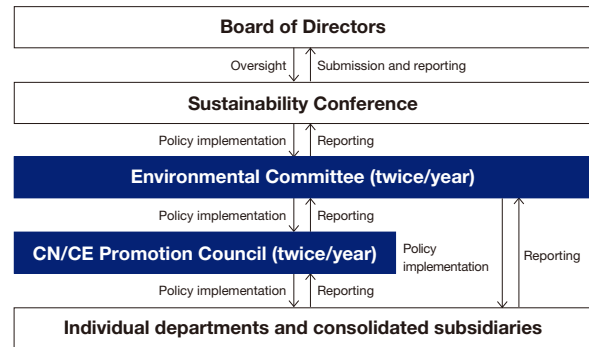 Board of Directors
Oversight
Submission and reporting
Sustainability Conference
Policy implementation
Reporting
Environmental Committee (twice/year)
Policy implementation
Reporting
CN/CE Promotion Council (twice/year)
Policy
implementation
Reporting
Policy implementation
Reporting
Individual departments and consolidated subsidiaries